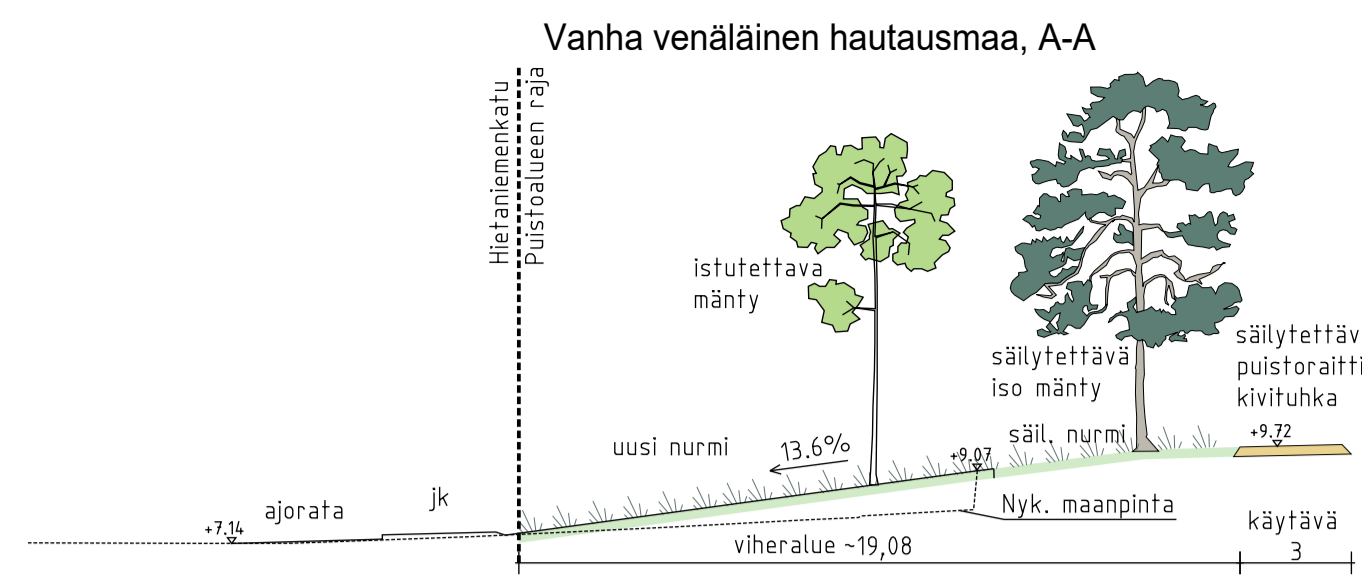 Vanha venäläinen hautausmaa, A-A
Hietaniemenkatu
Puistoalueen raja
istutettava
mänty
säilytettävä
iso mänty
säilytettäv
puistoraitti
kivituhka
+9.72
uusi nurmi
13.6%
säil. nurmi
+9.07
+7.14
ajorata
jk
Nyk. maanpinta
viheralue ~19,08
käytävä
3